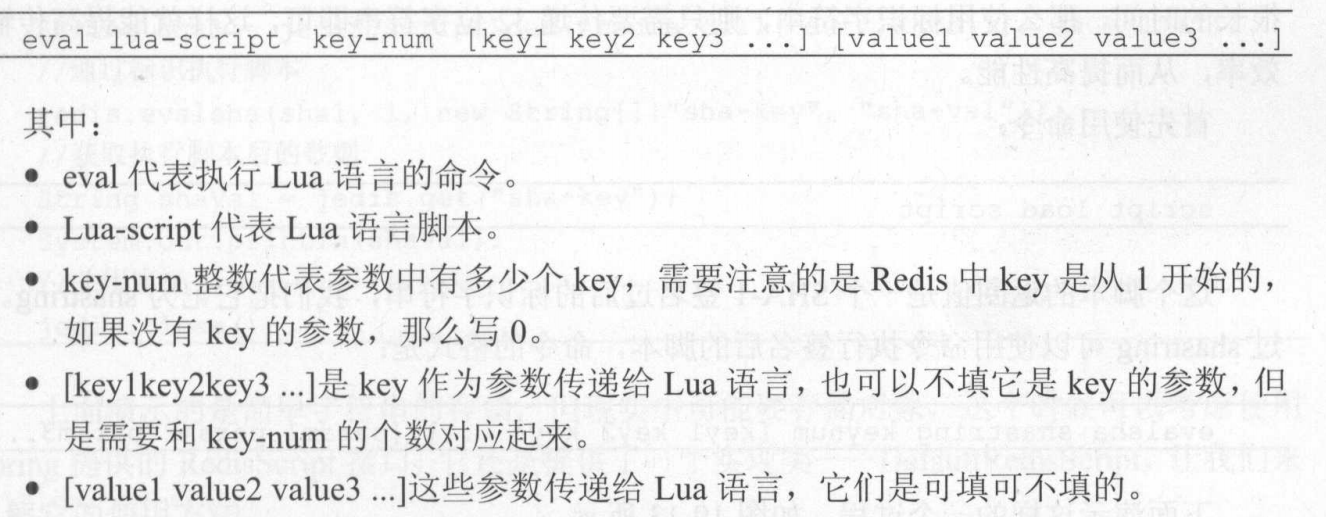 eval lua-script key-num [key1 key2 key3 ...] [value1 value2 value3 ...]
其中：
● eval 代表执行 Lua 语言的命令。
● Lua-script 代表 Lua 语言脚本。
● key-num 整数代表参数中有多少个 key，需要注意的是 Redis 中 key 是从 1 开始的，
如果没有 key 的参数，那么写 0。
● [key1key2key3 ...]是 key 作为参数传递给 Lua 语言，也可以不填它是 key 的参数，但
是需要和 key-num 的个数对应起来。
● [value1 value2 value3 ...]这些参数传递给 Lua 语言，它们是可填可不填的。